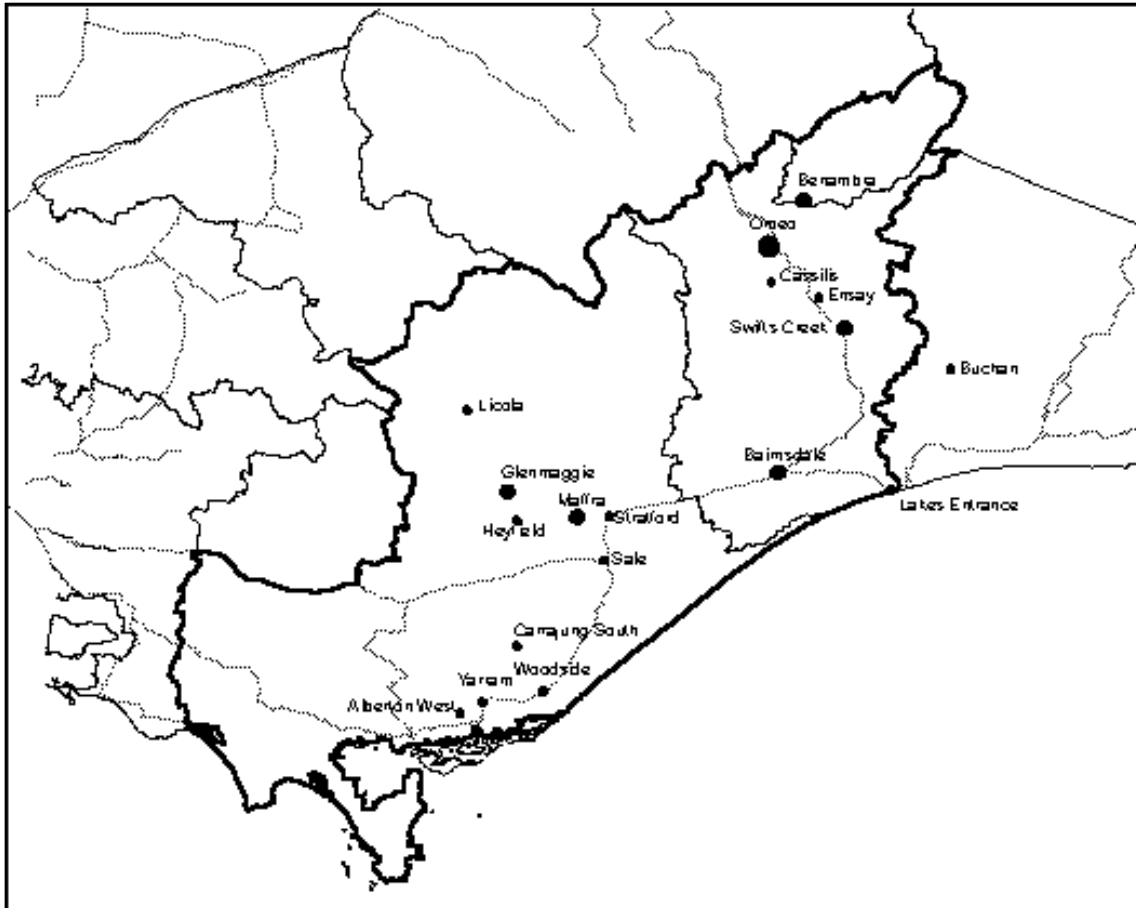 Benambra
Omeo
Cassilis
Ensay
Swifts Creek
Buchan
Licola
Bairnsdale
Glenmaggie
Maffra
Stratford
Lakes Entrance
Heyfield
Sale
Carrajung South
Woodside
Yarram
Alberton West